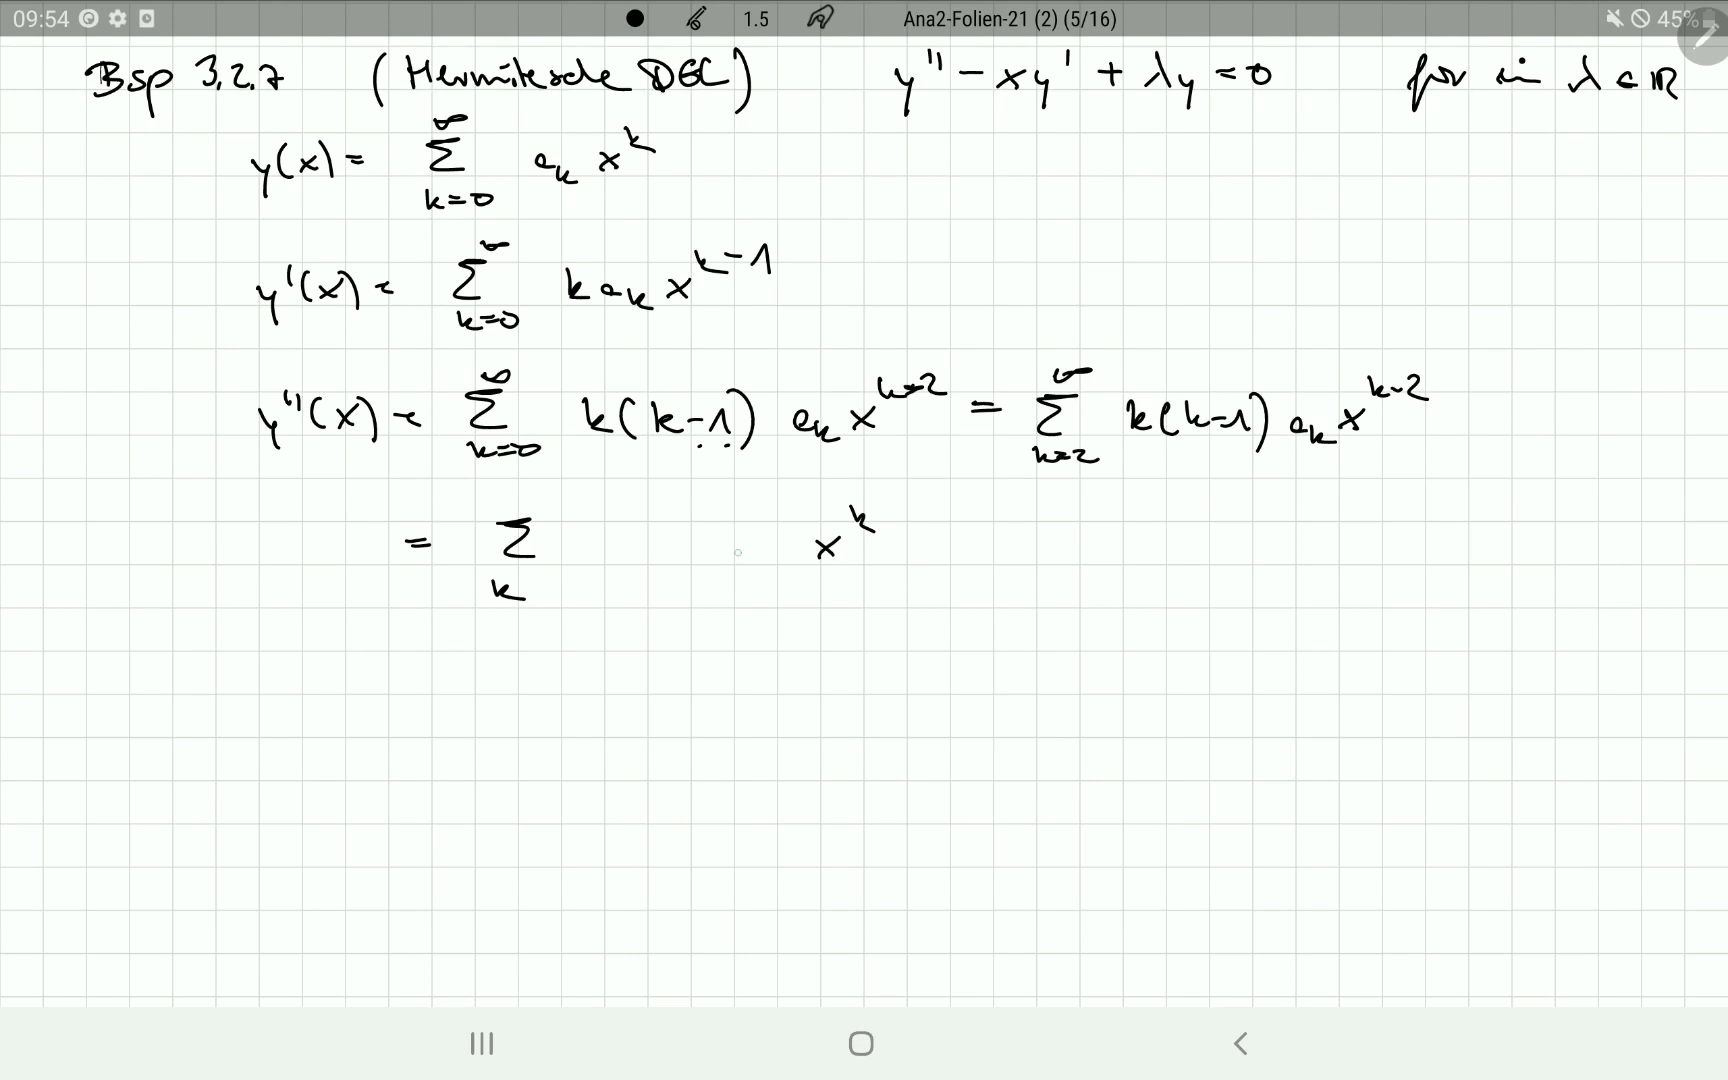 09:54 1.5 Ana2-Folien-21 (2) (5/16) 45%
Bsp 3.2.7 (Hermitesche DGL) y'' - xy' + λy = 0 für ein λ ∈ ℝ
y(x) = ∑_{k=0}^{∞} a_k x^k
y'(x) = ∑_{k=0}^{∞} k a_k x^{k-1}
y''(x) = ∑_{k=0}^{∞} k(k-1) a_k x^{k-2} = ∑_{k=2}^{∞} k(k-1) a_k x^{k-2}
= ∑_k x^k